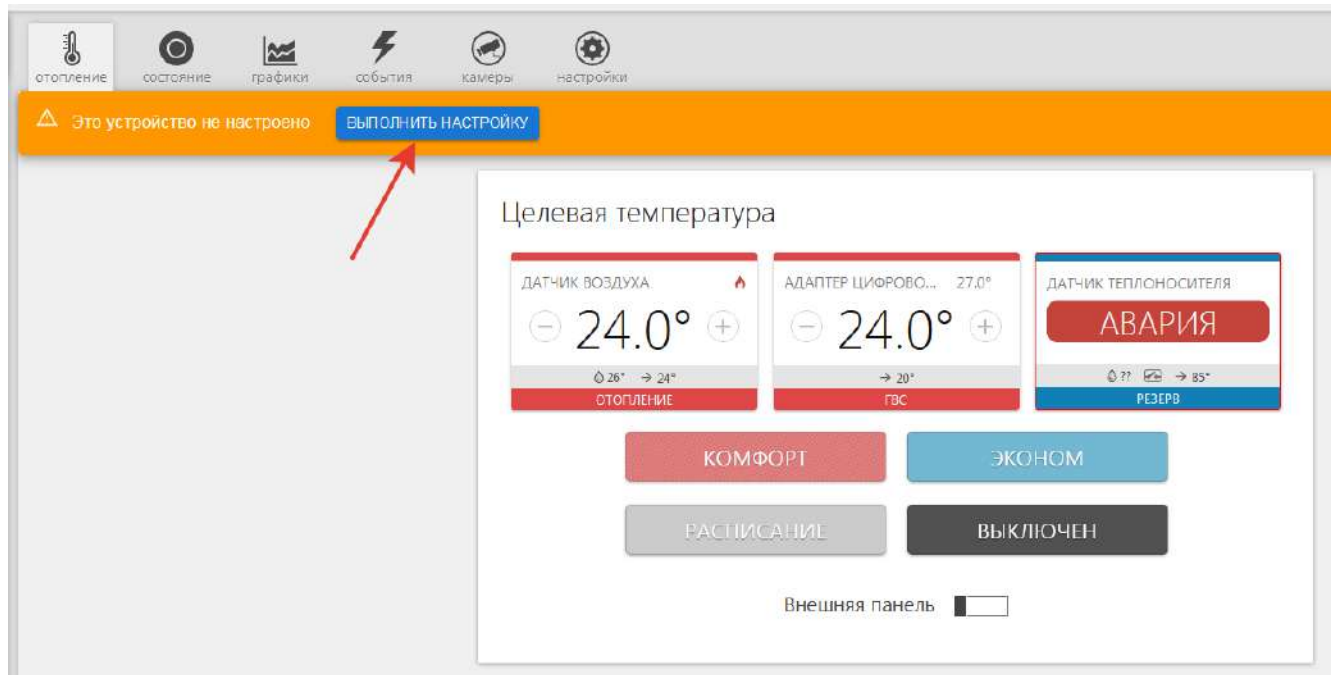 отопление
состояние
графики
события
камеры
настройки
Это устройство не настроено
ВЫПОЛНИТЬ НАСТРОЙКУ
Целевая температура
ДАТЧИК ВОЗДУХА
24.0°
26° → 24°
ОТОПЛЕНИЕ
АДАПТЕР ЦИФРОВО... 27.0°
24.0°
→ 20°
ГВС
ДАТЧИК ТЕПЛОНОСИТЕЛЯ
АВАРИЯ
?? → 85°
РЕЗЕРВ
КОМФОРТ
ЭКОНОМ
РАСПИСАНИЕ
ВЫКЛЮЧЕН
Внешняя панель